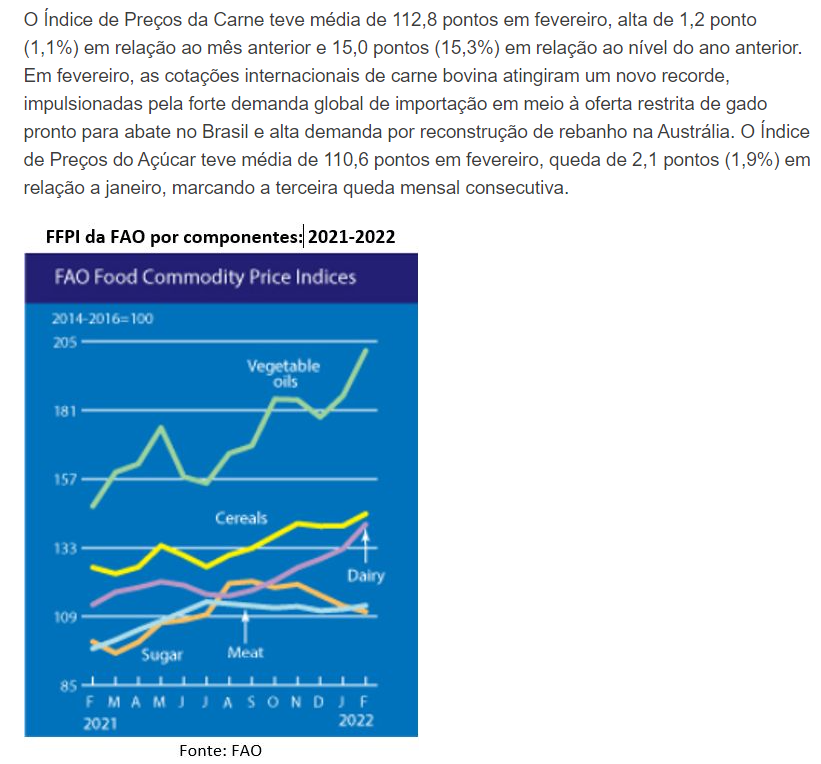 O Índice de Preços da Carne teve média de 112,8 pontos em fevereiro, alta de 1,2 ponto
(1,1%) em relação ao mês anterior e 15,0 pontos (15,3%) em relação ao nível do ano anterior.
Em fevereiro, as cotações internacionais de carne bovina atingiram um novo recorde,
impulsionadas pela forte demanda global de importação em meio à oferta restrita de gado
pronto para abate no Brasil e alta demanda por reconstrução de rebanho na Austrália. O Índice
de Preços do Açúcar teve média de 110,6 pontos em fevereiro, queda de 2,1 pontos (1,9%) em
relação a janeiro, marcando a terceira queda mensal consecutiva.
FFPI da FAO por componentes: 2021-2022
FAO Food Commodity Price Indices
2014-2016=100
205
Vegetable
oils
181
157
Cereals
133
Dairy
109
Sugar
Meat
85
F M A M J J A S O N D J F
2021
2022
Fonte: FAO